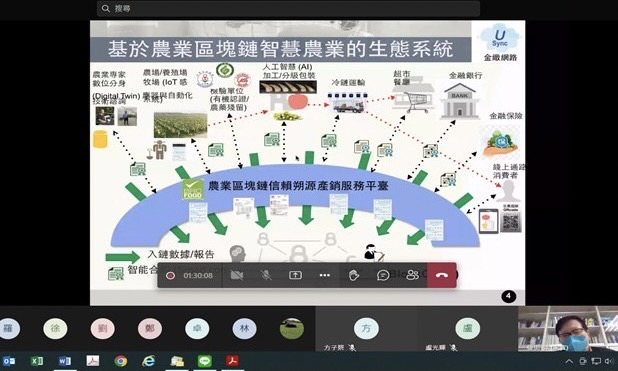 搜尋
基於農業區塊鏈智慧農業的生態系統
U
Sync
金緻網路
農業專家
數位分身
(Digital Twin)
技術諮詢
農場/養殖場
牧場 (IoT 感
應器與自動化
系統)
檢驗單位
(有機認證/
農藥殘留)
人工智慧 (AI)
加工/分級包裝
冷鏈運輸
超市
餐廳
金融銀行
BANK
金融保險
線上通路
消費者
FOOD
農業區塊鏈信賴朔源產銷服務平臺
入鏈數據/報告
智能合
01:30:08
4
羅
徐
劉
鄭
卓
林
方
盧